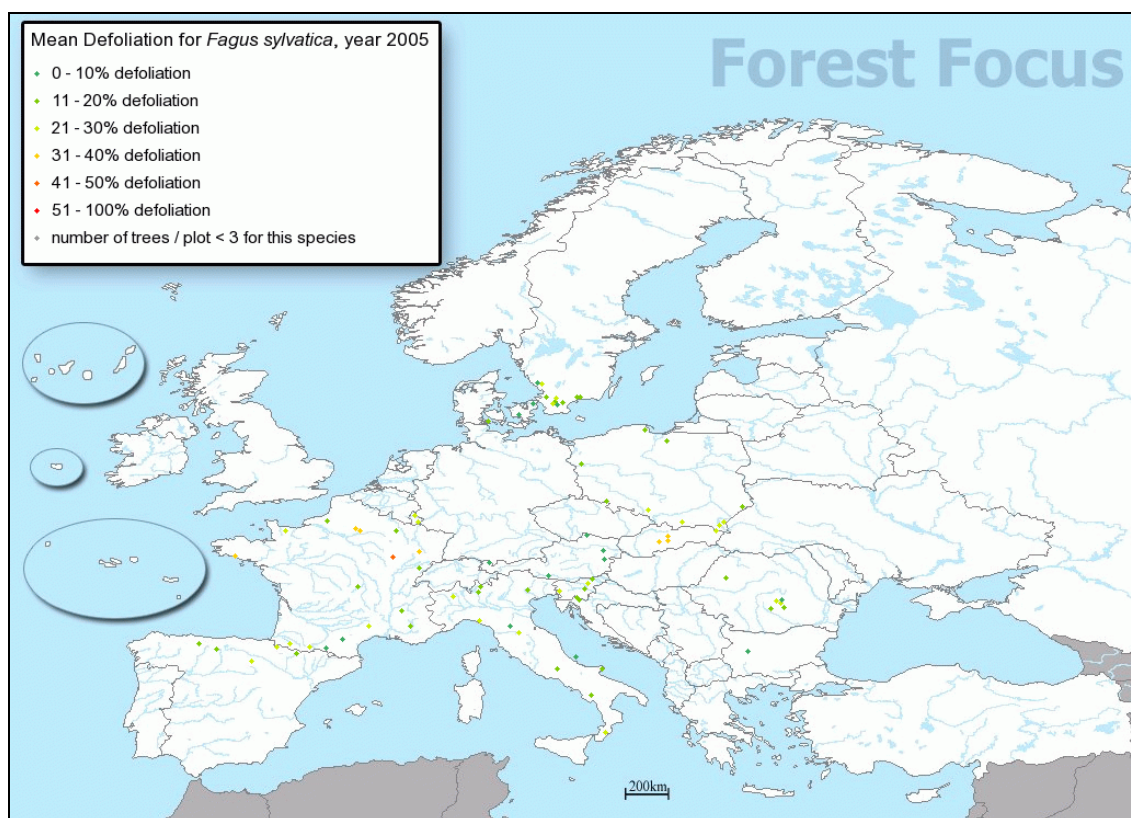 Mean Defoliation for Fagus sylvatica, year 2005
0 - 10% defoliation
11 - 20% defoliation
21 - 30% defoliation
31 - 40% defoliation
41 - 50% defoliation
51 - 100% defoliation
number of trees / plot < 3 for this species
Forest Focus
200km